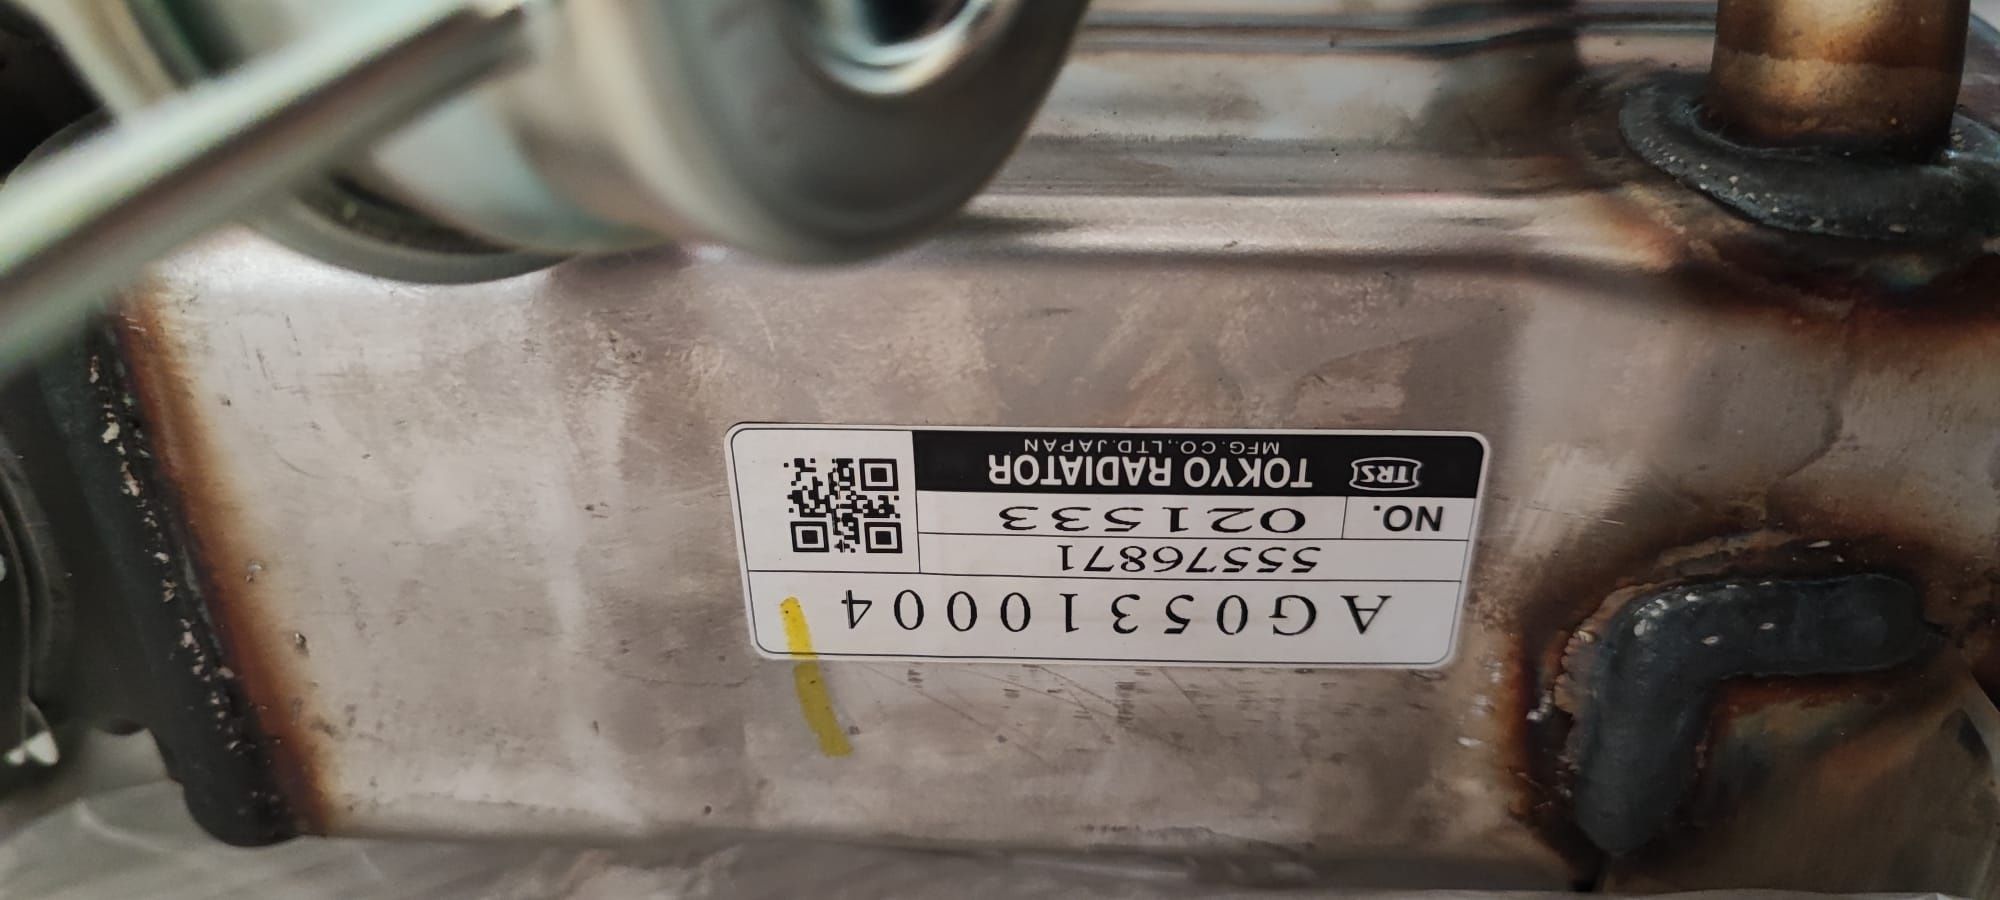 AG05310004
55576871
NO. 021533
TRS TOKYO RADIATOR
MFG.CO.,LTD.JAPAN